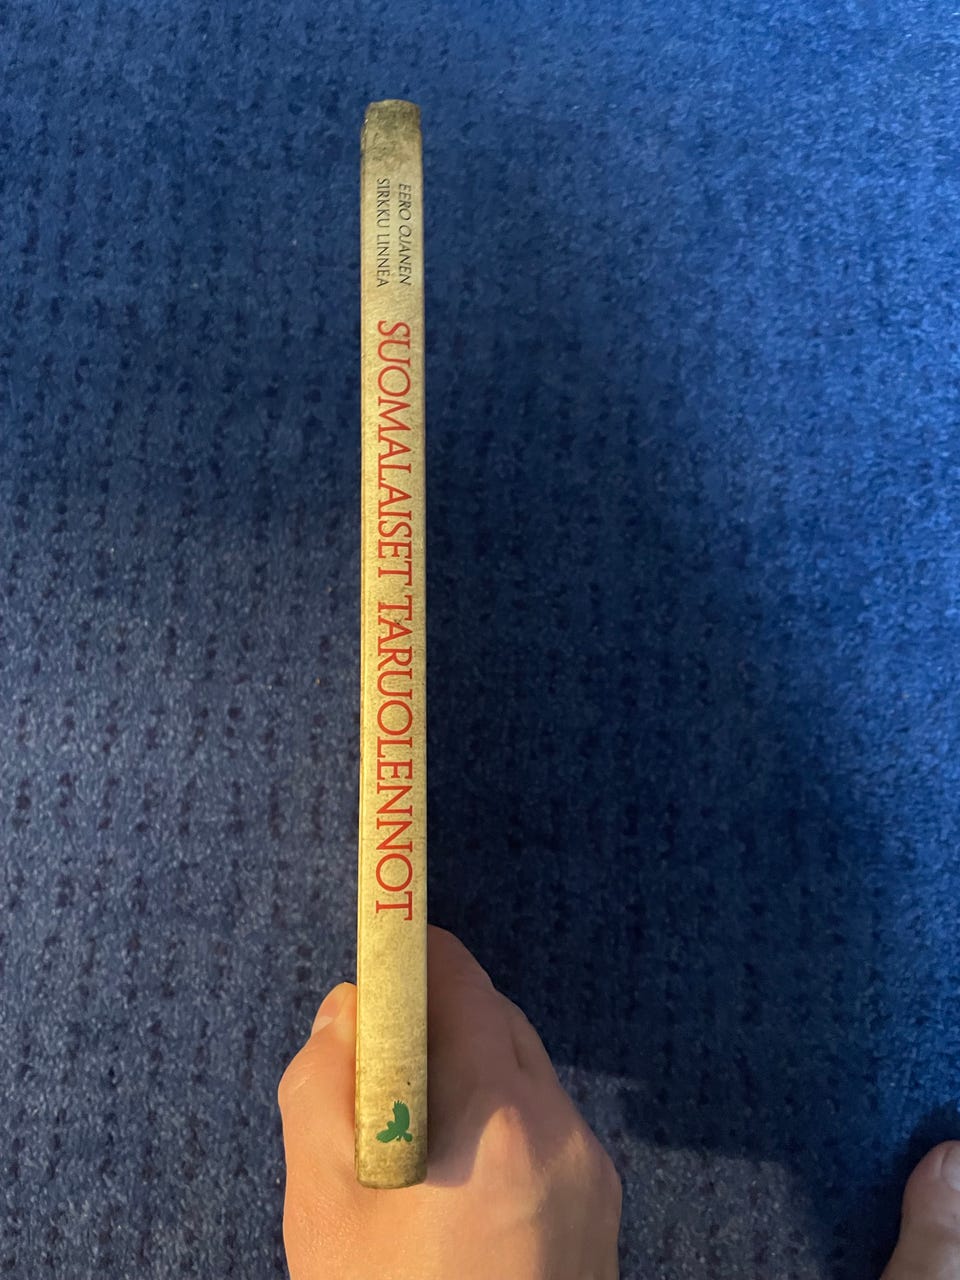 EERO OJANEN
SIRKKU LINNEA
SUOMALAISET TARUOLENNOT